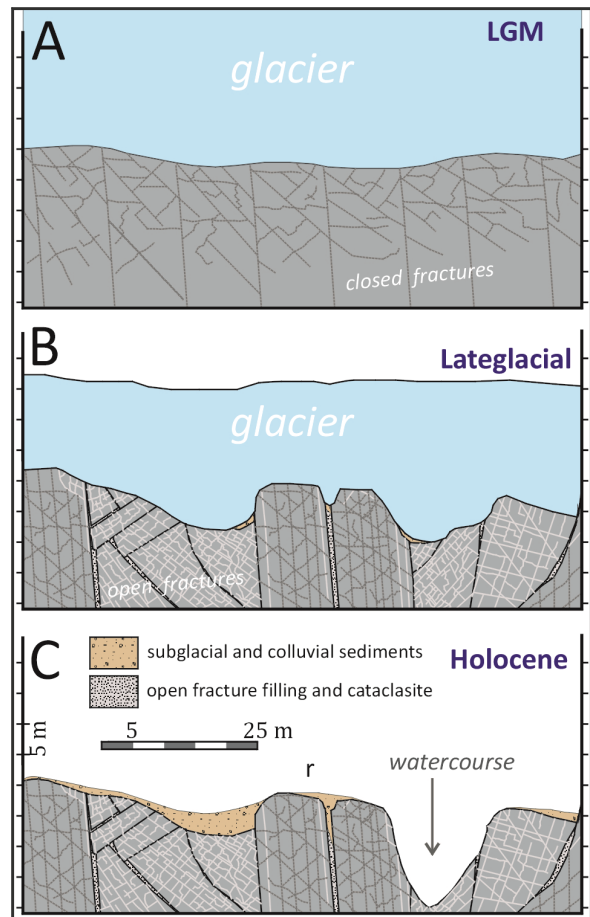 A
LGM
glacier
closed fractures
B
Lateglacial
glacier
open fractures
C
subglacial and colluvial sediments
Holocene
open fracture filling and cataclasite
5 m
5 25 m
r
watercourse